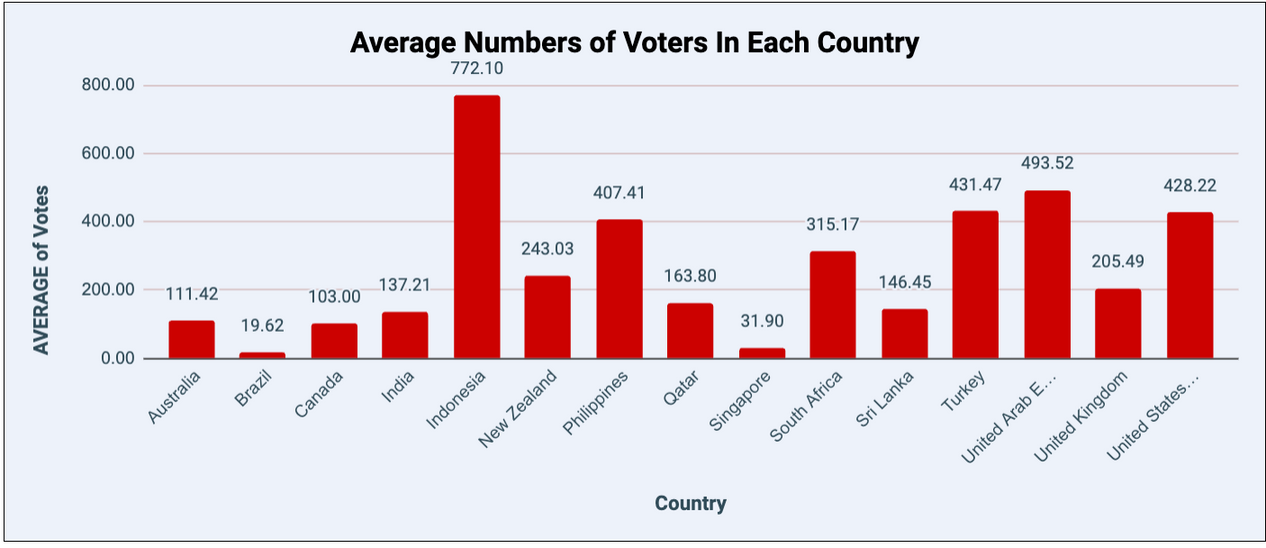 Average Numbers of Voters In Each Country
AVERAGE of Votes
800.00
600.00
400.00
200.00
0.00
111.42
19.62
103.00
137.21
772.10
243.03
407.41
163.80
31.90
315.17
146.45
431.47
493.52
205.49
428.22
Australia
Brazil
Canada
India
Indonesia
New Zealand
Philippines
Qatar
Singapore
South Africa
Sri Lanka
Turkey
United Arab E…
United Kingdom
United States…
Country